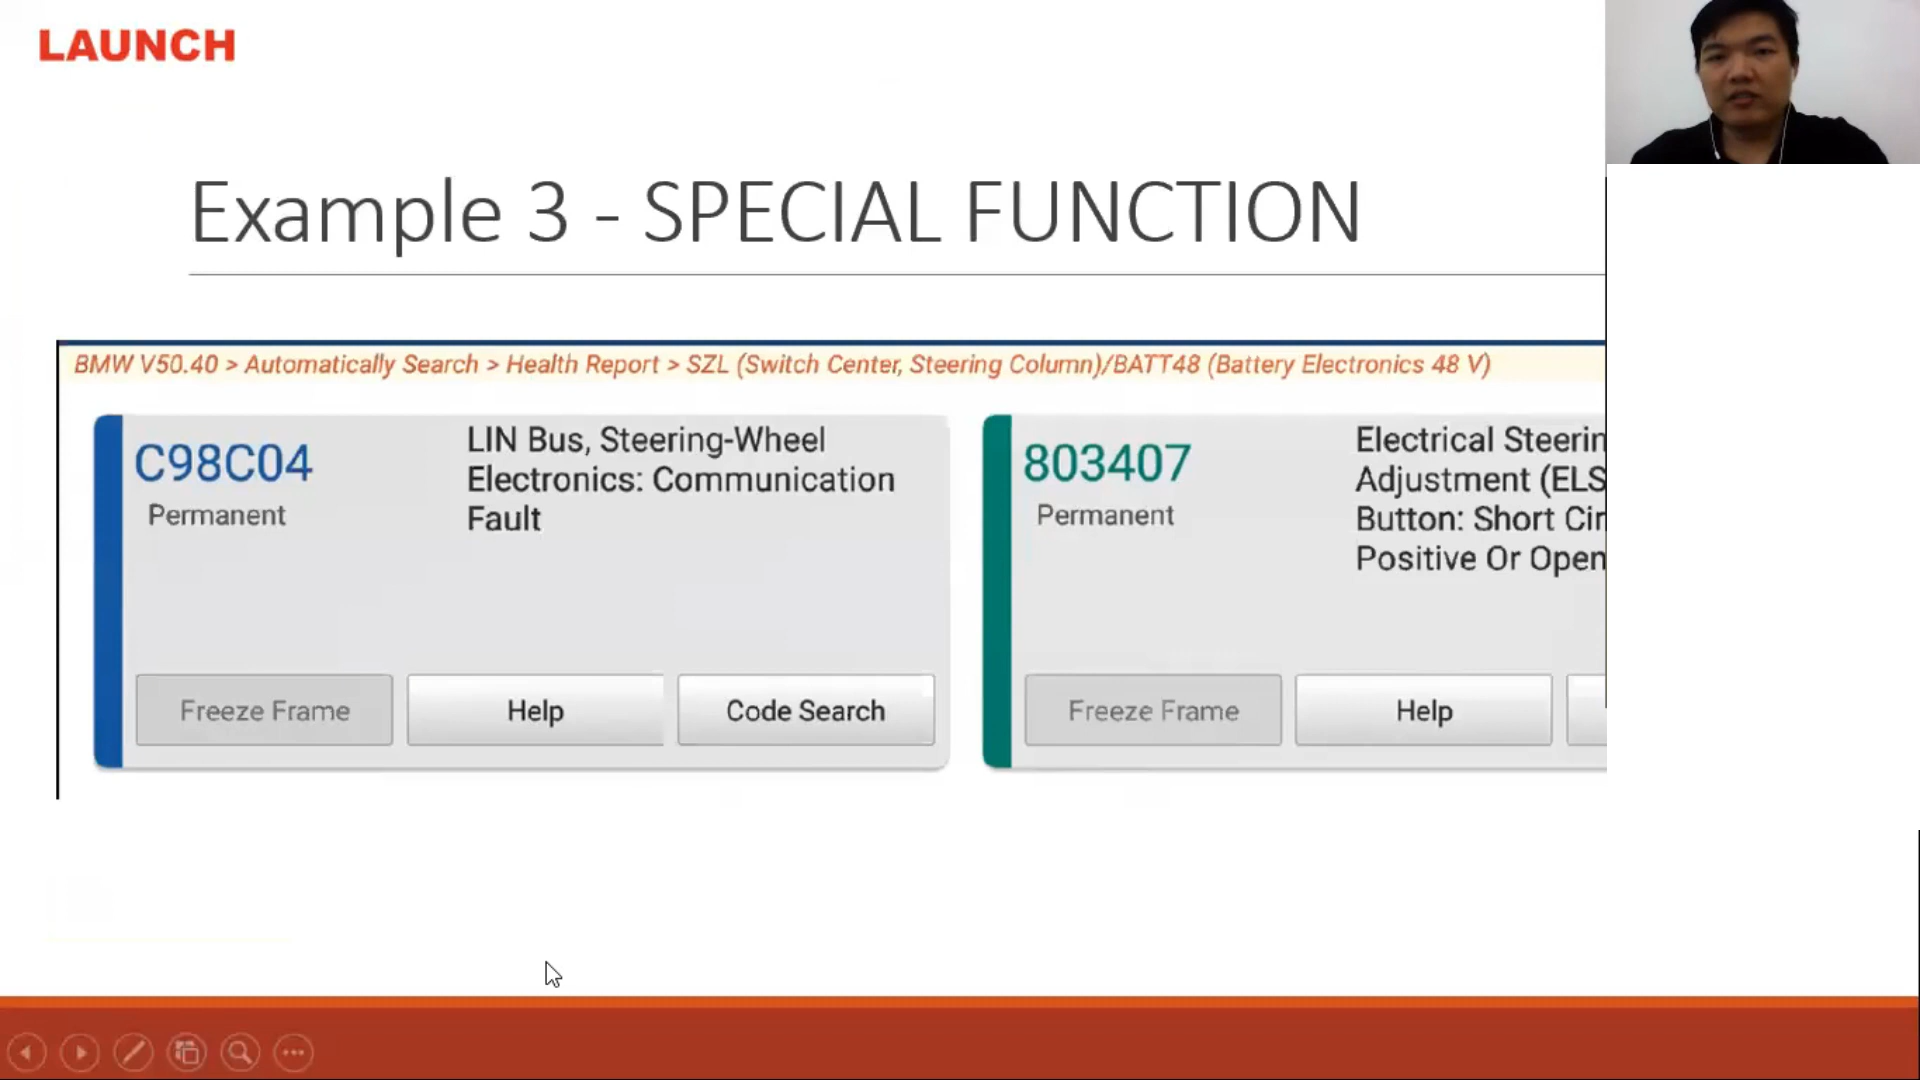 LAUNCH
Example 3 - SPECIAL FUNCTION
BMW V50.40 > Automatically Search > Health Report > SZL (Switch Center, Steering Column)/BATT48 (Battery Electronics 48 V)
C98C04
Permanent
LIN Bus, Steering-Wheel
Electronics: Communication
Fault
Freeze Frame
Help
Code Search
803407
Permanent
Electrical Steerin
Adjustment (ELS
Button: Short Cir
Positive Or Open
Freeze Frame
Help